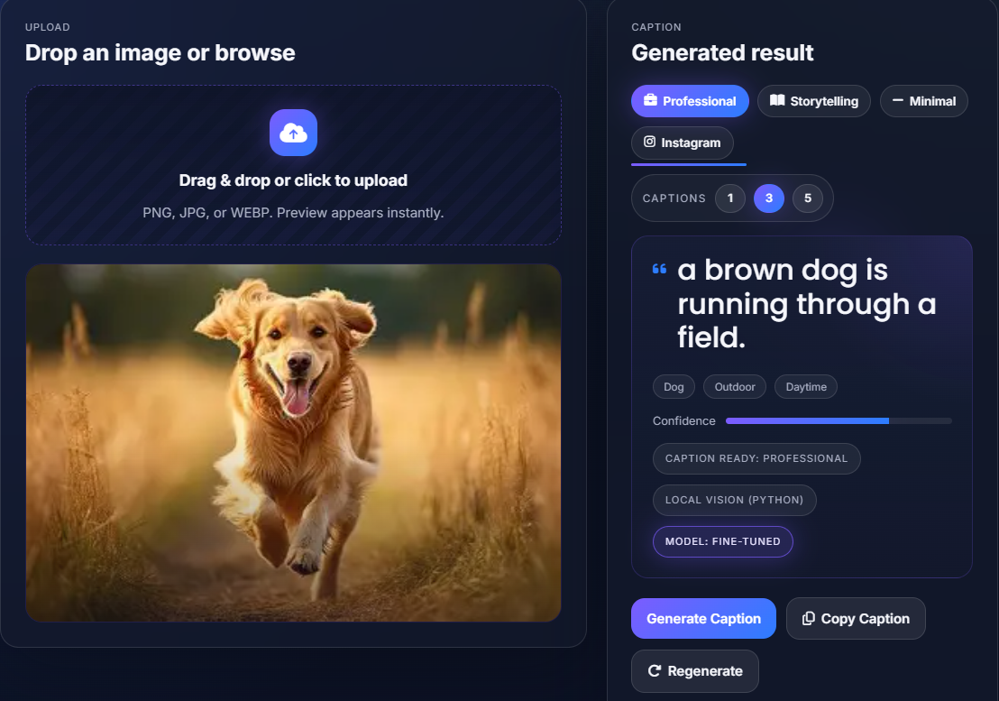 UPLOAD
Drop an image or browse
Drag & drop or click to upload
PNG, JPG, or WEBP. Preview appears instantly.
CAPTION
Generated result
Professional
Storytelling
Minimal
Instagram
CAPTIONS 1 3 5
“ a brown dog is
running through a
field.
Dog Outdoor Daytime
Confidence
CAPTION READY: PROFESSIONAL
LOCAL VISION (PYTHON)
MODEL: FINE-TUNED
Generate Caption
Copy Caption
Regenerate